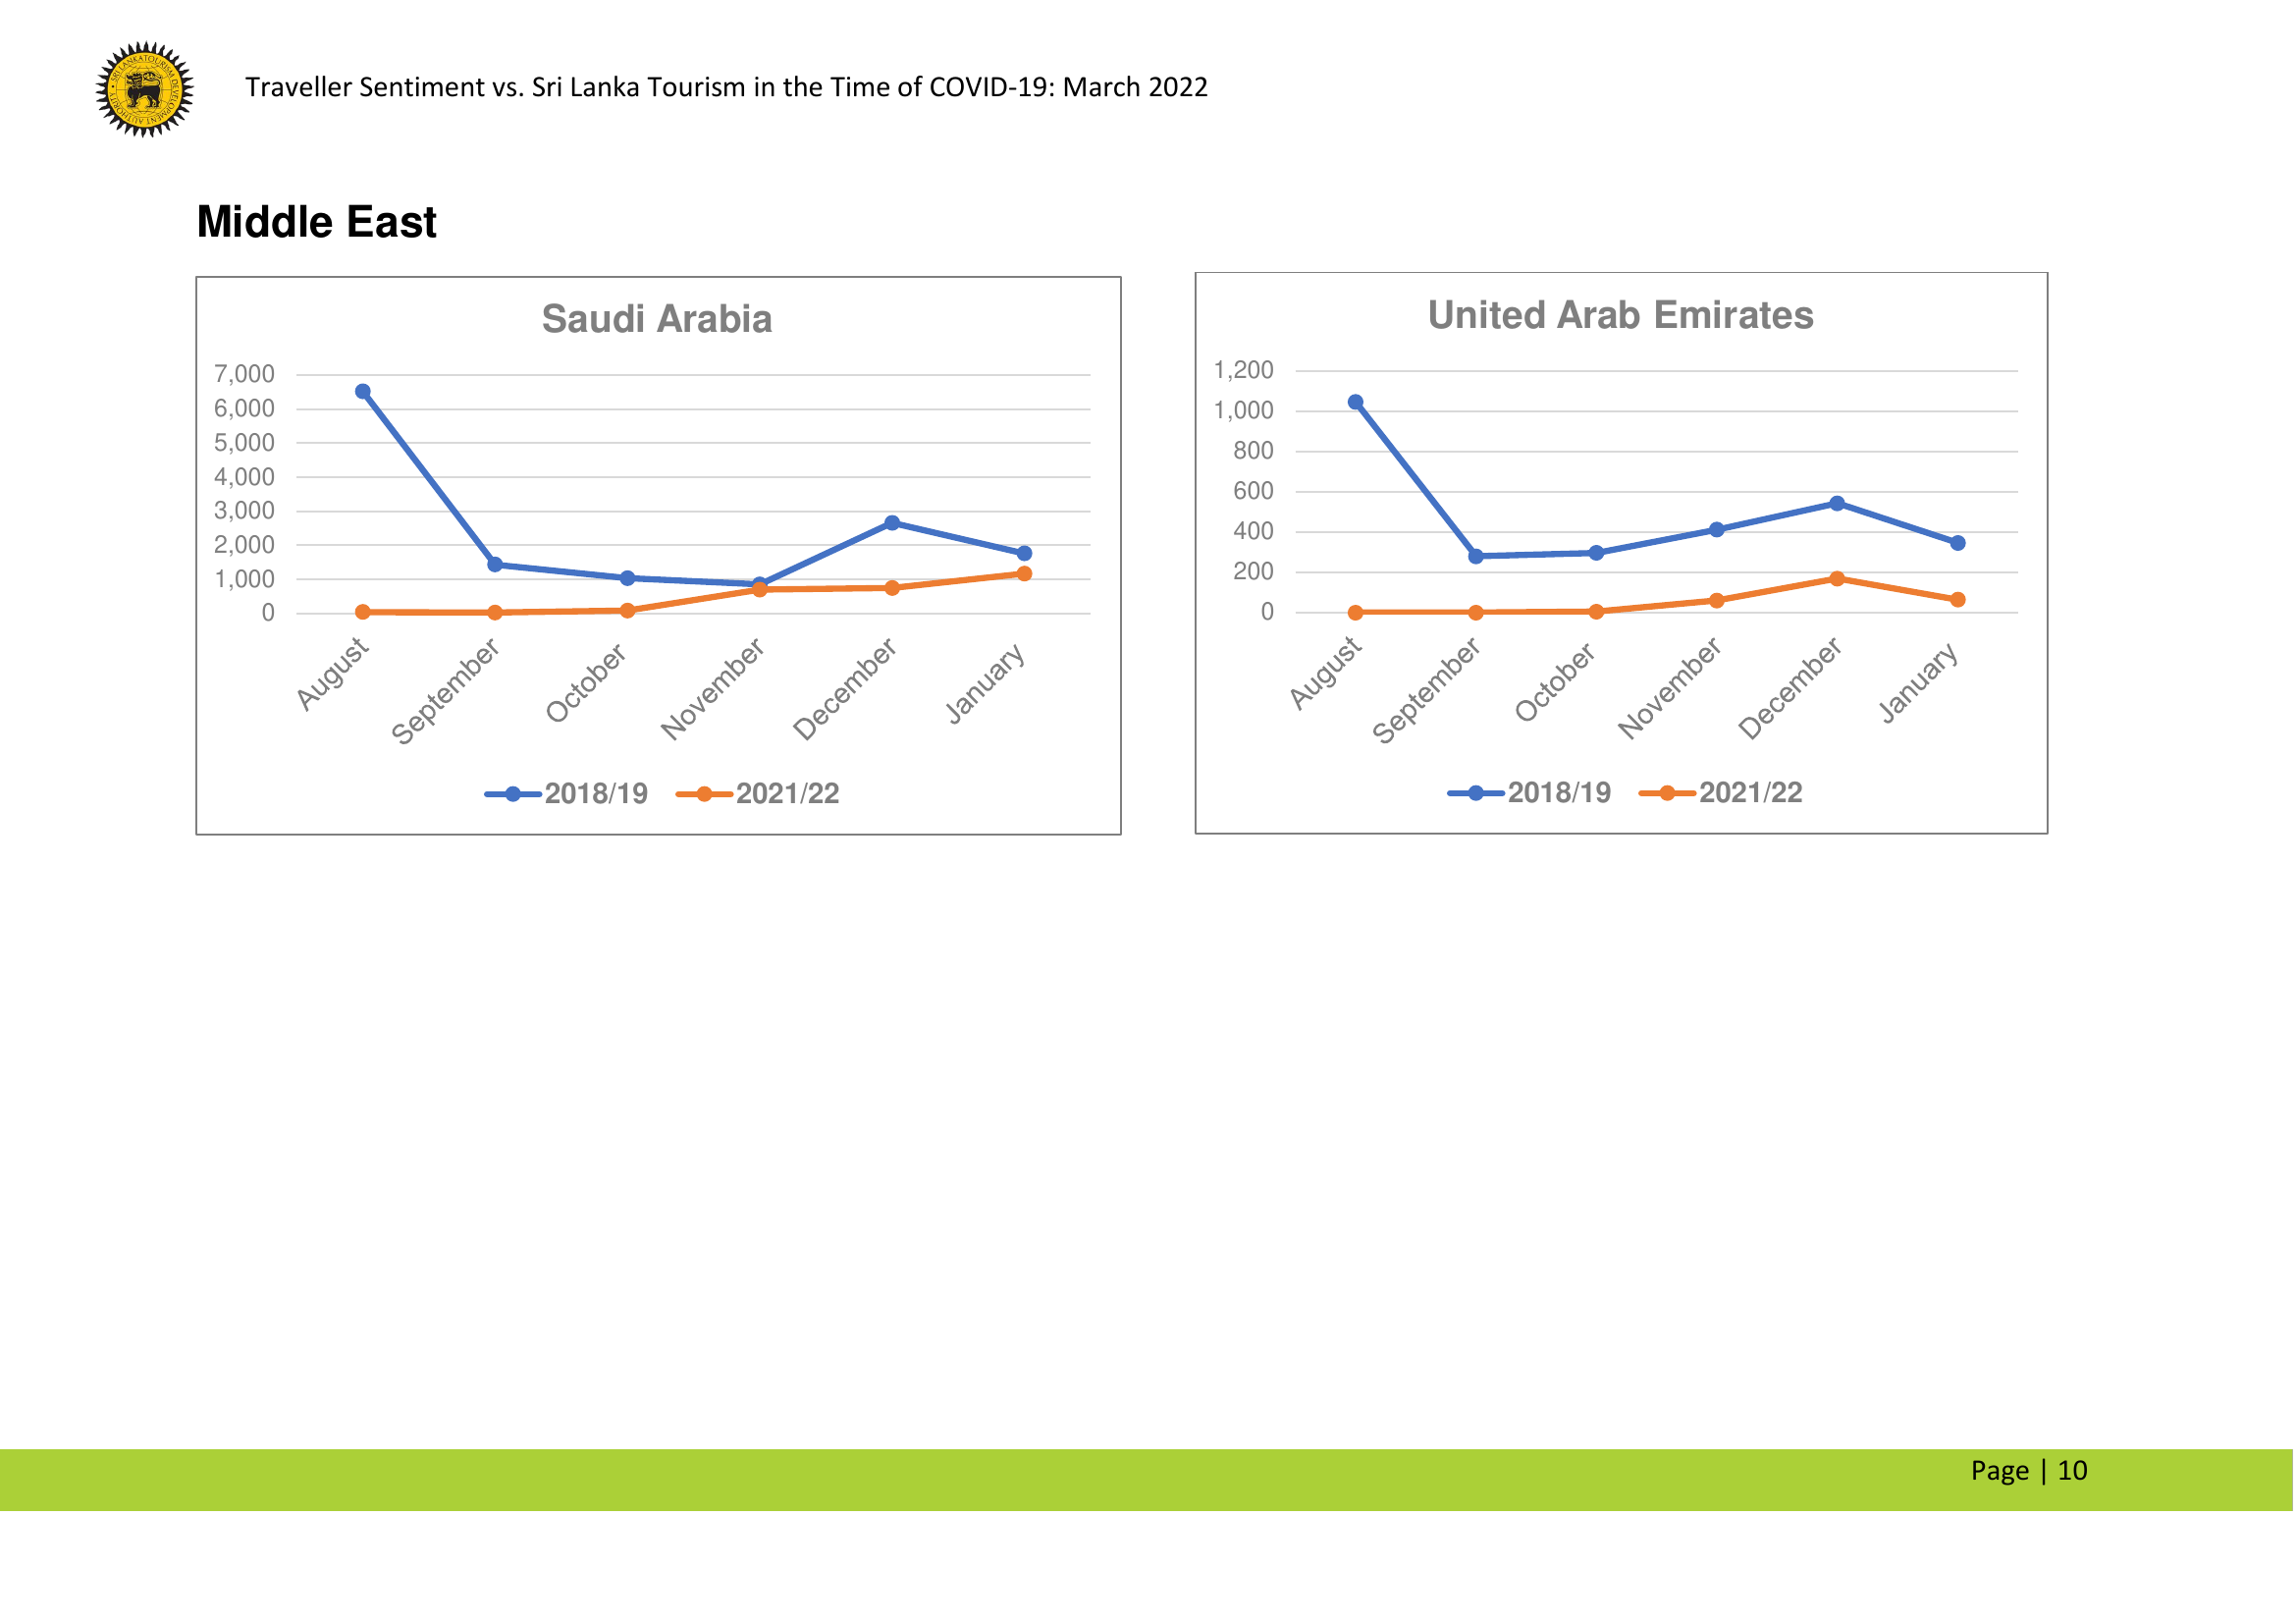 SRI LANKA TOURISM DEVELOPMENT AUTHORITY
Traveller Sentiment vs. Sri Lanka Tourism in the Time of COVID-19: March 2022
Middle East
Saudi Arabia
7,000
6,000
5,000
4,000
3,000
2,000
1,000
0
August
September
October
November
December
January
2018/19
2021/22
United Arab Emirates
1,200
1,000
800
600
400
200
0
August
September
October
November
December
January
2018/19
2021/22
Page | 10